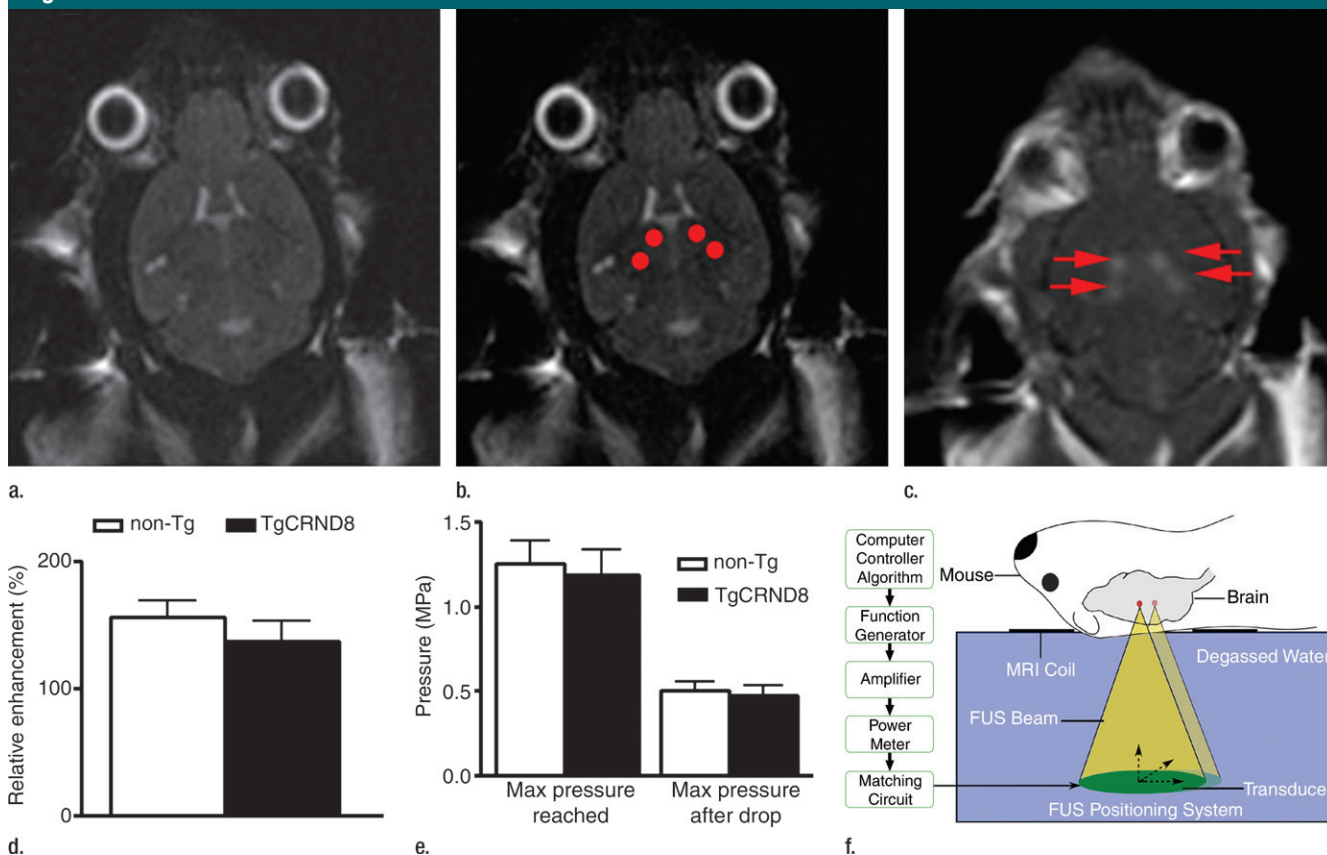 a.
b.
c.
non-Tg
TgCRND8
200
100
0
Relative enhancement (%)
d.
1.5
1.0
0.5
0.0
Pressure (MPa)
non-Tg
TgCRND8
Max pressure
reached
Max pressure
after drop
e.
Computer
Controller
Algorithm
Function
Generator
Amplifier
Power
Meter
Matching
Circuit
Mouse
Brain
MRI Coil
Degassed Water
FUS Beam
Transduce
FUS Positioning System
f.